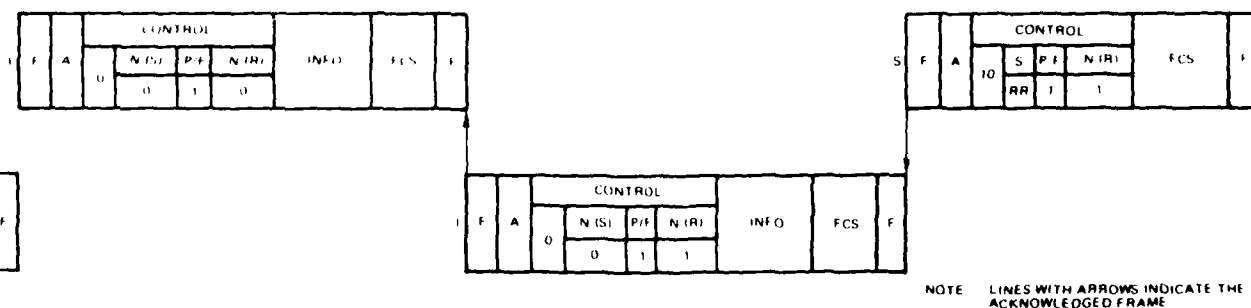 CONTROL
I F A 0 N (S) P/F N (R) INFO FCS F
0 1 0
CONTROL
S F A 10 S P/F N (R) FCS F
RR 1 1
F
CONTROL
I F A 0 N (S) P/F N (R) INFO FCS F
0 1 1
NOTE LINES WITH ARROWS INDICATE THE
ACKNOWLEDGED FRAME